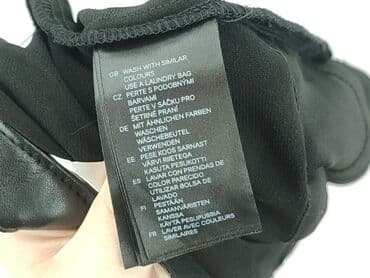 GB WASH WITH SIMILAR
COLOURS
USE A LAUNDRY BAG
CZ PERTE S PODOBNÝMI
BARVAMI
PERTE V SÁČKU PRO
ŠETRNÉ PRANÍ
DE MIT ÄHNLICHEN FARBEN
WASCHEN
WÄSCHEBEUTEL
VERWENDEN
EE PESE KOOS SARNAST
VÄRVI RIETEGA
KASUTA PESUKOTTI
ES LAVAR CON PRENDAS DE
COLOR PARECIDO
UTILIZAR BOLSA DE
LAVADO
FI PESTÄÄN
SAMANVÄRISTEN
KANSSA
KÄYTÄ PESUPUSSIA
FR LAVER AVEC COULEURS
SIMILAIRES